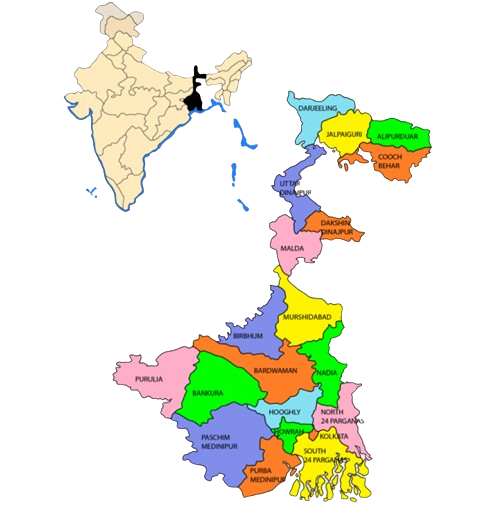 DARJEELING
JALPAIGURI
ALIPURDUAR
COOCH
BEHAR
UTTAR
DINAJPUR
DAKSHIN
DINAJPUR
MALDA
MURSHIDABAD
BIRBHUM
BARDWAMAN
NADIA
PURULIA
BANKURA
HOOGHLY
NORTH
24 PARGANAS
HOWRAH
KOLKATA
PASCHIM
MEDINIPUR
SOUTH
24 PARGANAS
PURBA
MEDINIPUR